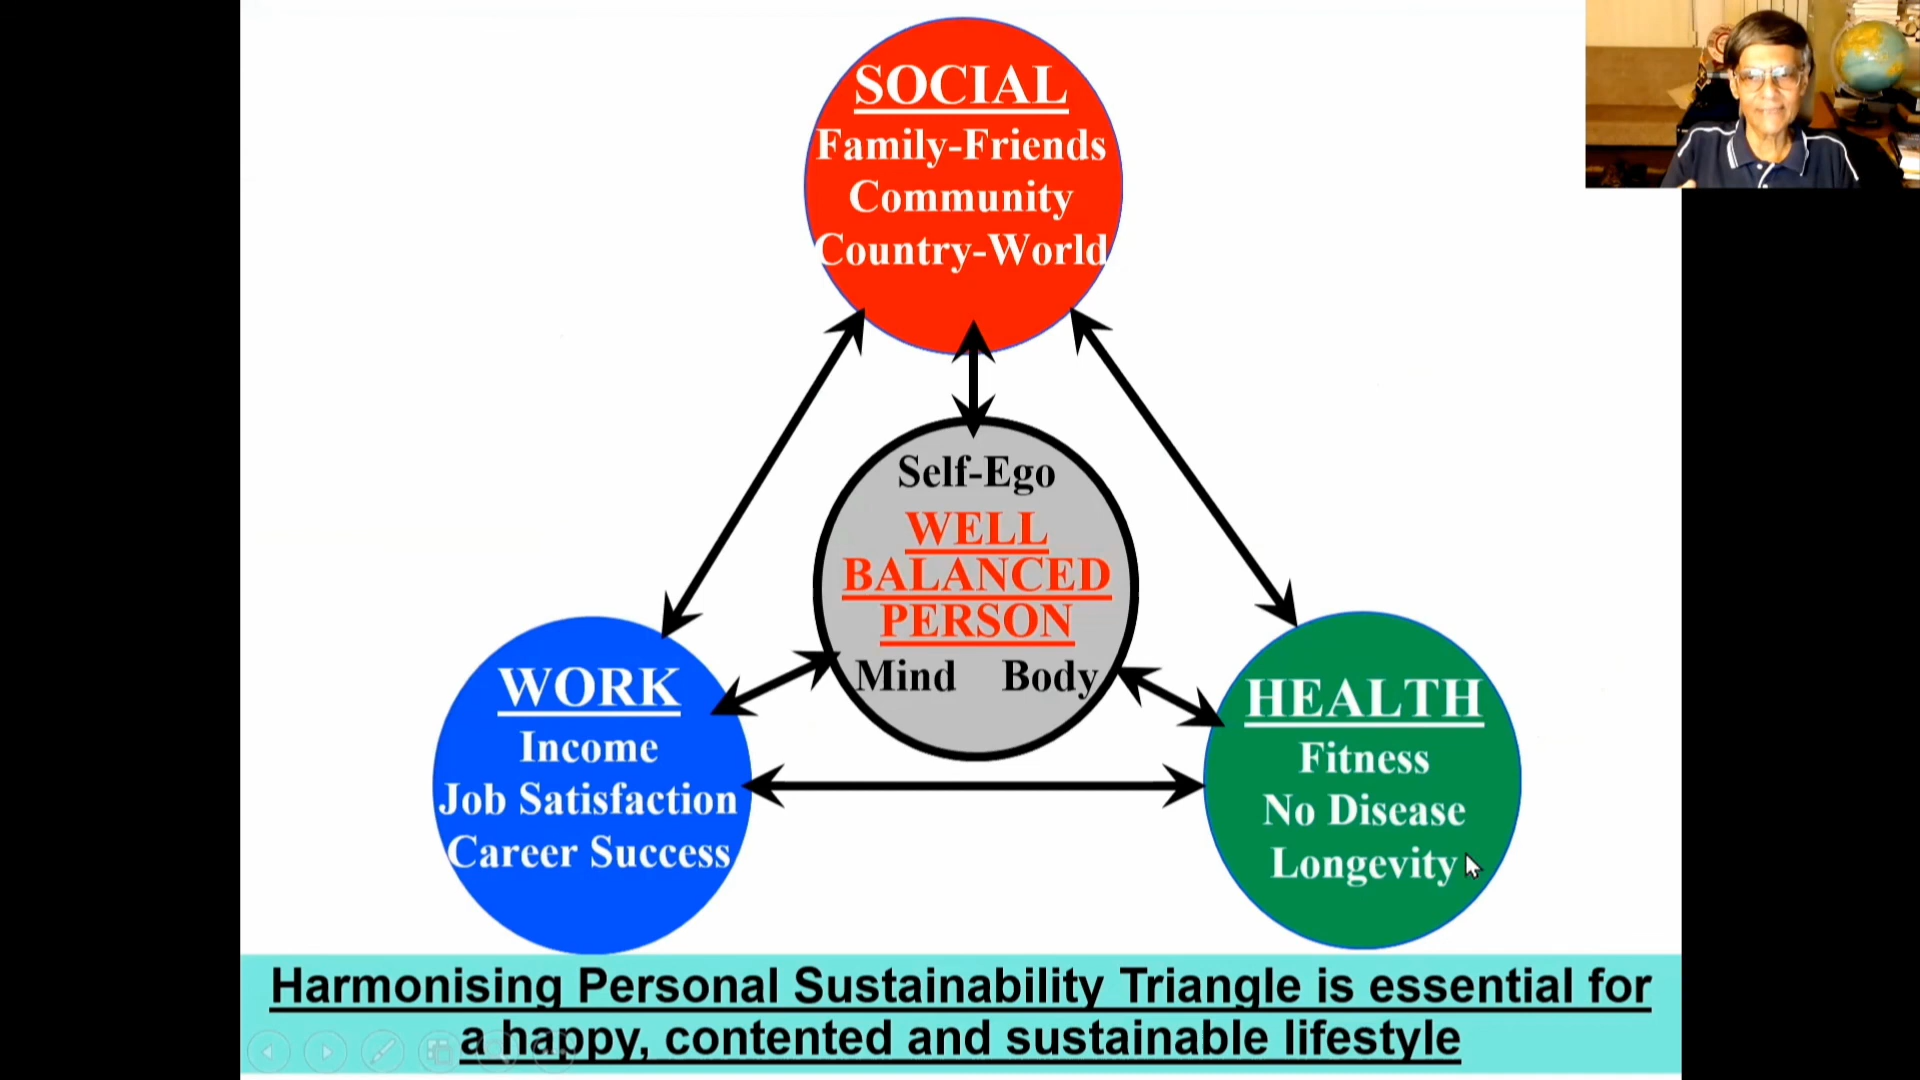 SOCIAL
Family-Friends
Community
Country-World
Self-Ego
WELL
BALANCED
PERSON
Mind Body
WORK
Income
Job Satisfaction
Career Success
HEALTH
Fitness
No Disease
Longevity
Harmonising Personal Sustainability Triangle is essential for
a happy, contented and sustainable lifestyle